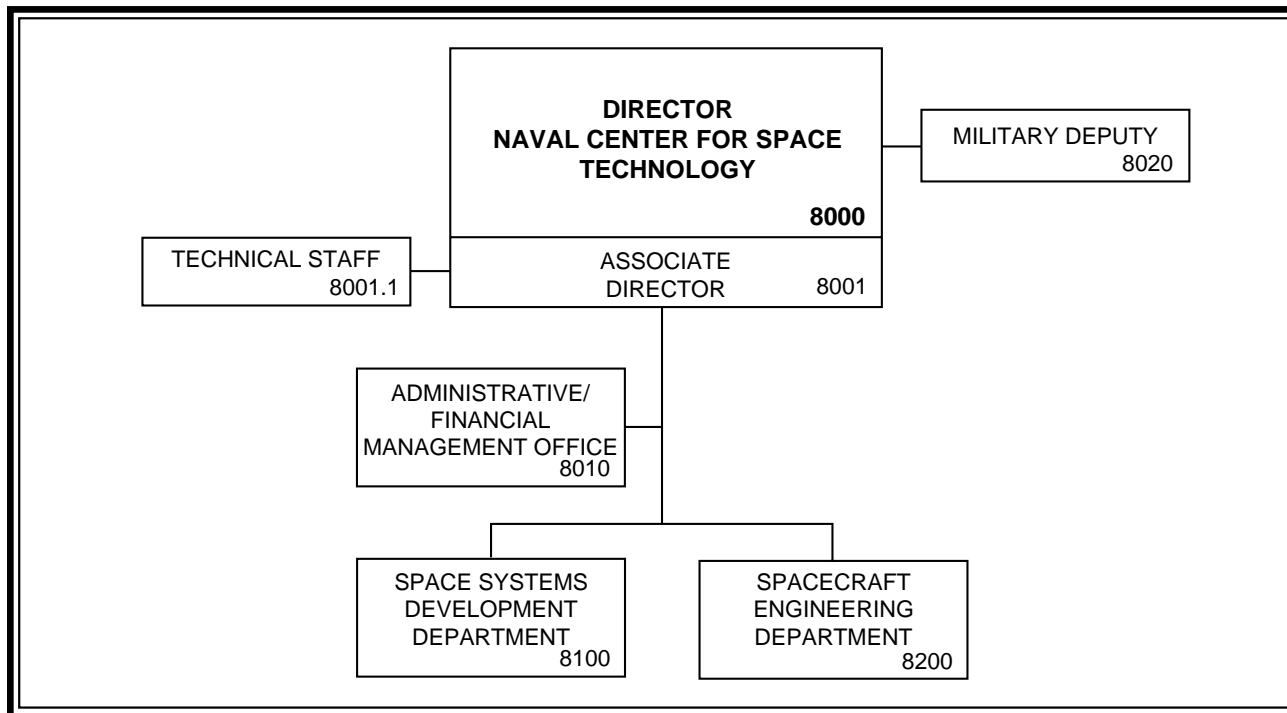 DIRECTOR
NAVAL CENTER FOR SPACE
TECHNOLOGY
8000
MILITARY DEPUTY
8020
TECHNICAL STAFF
8001.1
ASSOCIATE
DIRECTOR
8001
ADMINISTRATIVE/
FINANCIAL
MANAGEMENT OFFICE
8010
SPACE SYSTEMS
DEVELOPMENT
DEPARTMENT
8100
SPACECRAFT
ENGINEERING
DEPARTMENT
8200